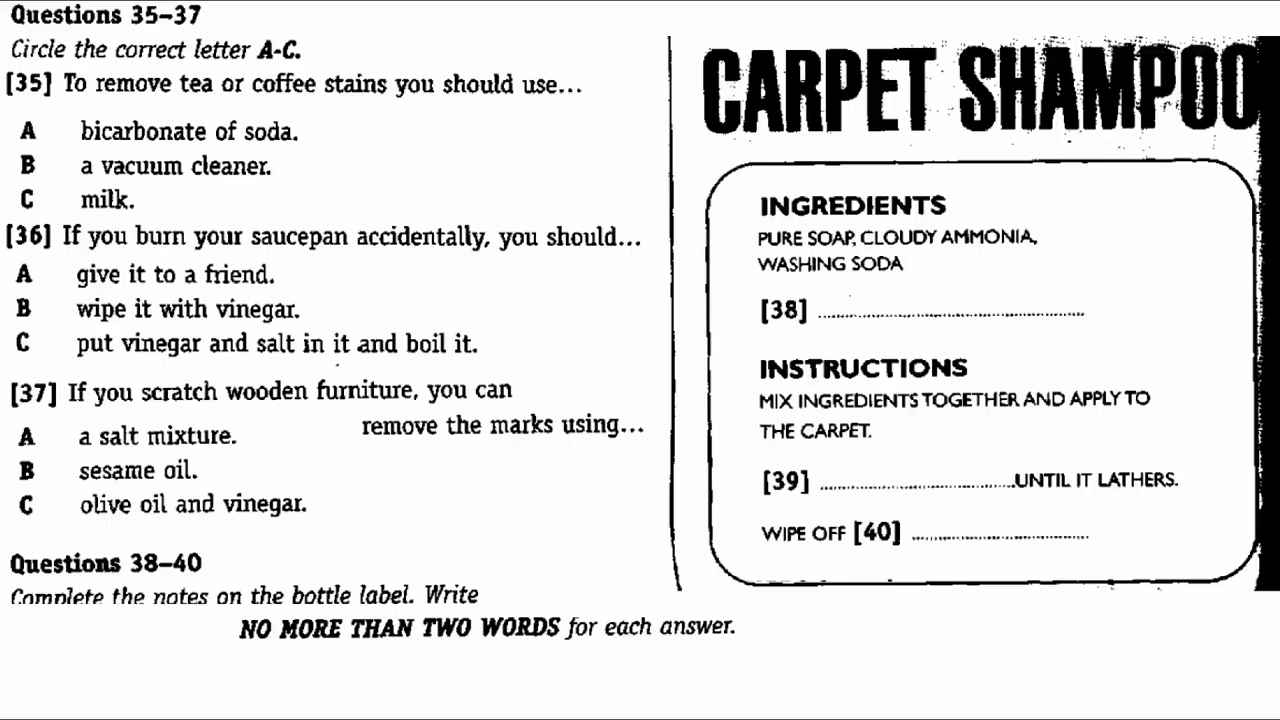 Questions 35–37
Circle the correct letter A-C.
[35] To remove tea or coffee stains you should use...
A bicarbonate of soda.
B a vacuum cleaner.
C milk.
[36] If you burn your saucepan accidentally, you should...
A give it to a friend.
B wipe it with vinegar.
C put vinegar and salt in it and boil it.
[37] If you scratch wooden furniture, you can
remove the marks using...
A a salt mixture.
B sesame oil.
C olive oil and vinegar.
Questions 38–40
Complete the notes on the bottle label. Write
NO MORE THAN TWO WORDS for each answer.
CARPET SHAMPOO
INGREDIENTS
PURE SOAP, CLOUDY AMMONIA,
WASHING SODA
[38] ..................................................
INSTRUCTIONS
MIX INGREDIENTS TOGETHER AND APPLY TO
THE CARPET.
[39] .....................................UNTIL IT LATHERS.
WIPE OFF [40] ..................................